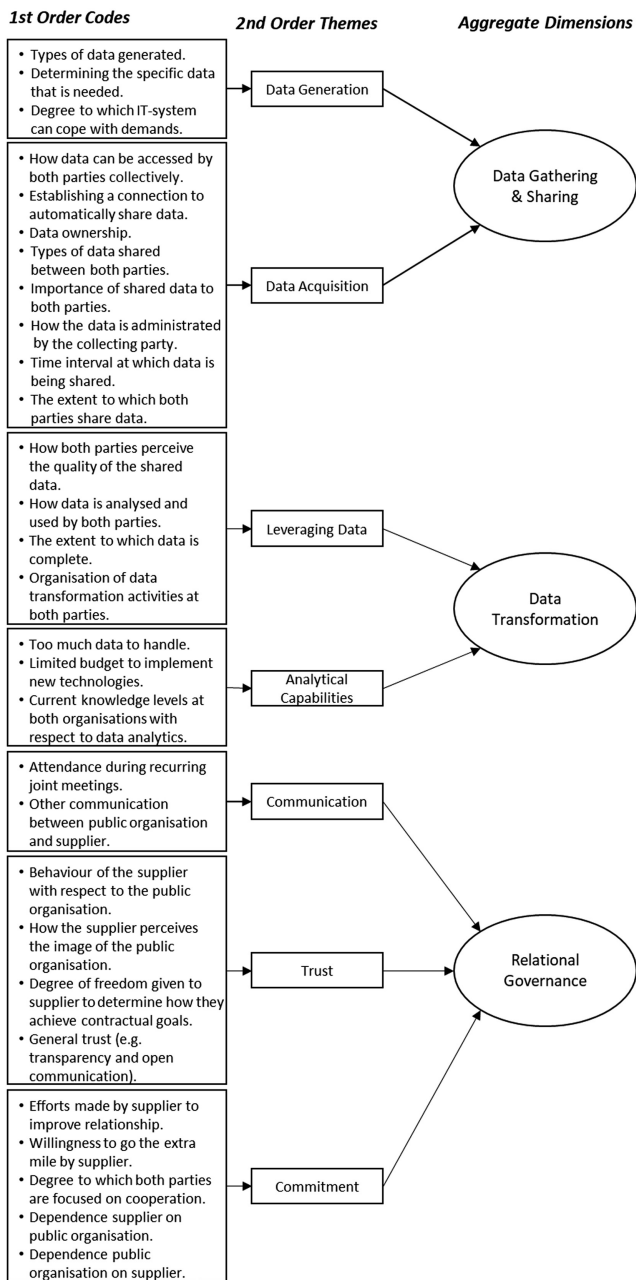 1st Order Codes
2nd Order Themes
Aggregate Dimensions
• Types of data generated.
• Determining the specific data
that is needed.
• Degree to which IT-system
can cope with demands.
Data Generation
• How data can be accessed by
both parties collectively.
• Establishing a connection to
automatically share data.
• Data ownership.
• Types of data shared
between both parties.
• Importance of shared data to
both parties.
• How the data is administrated
by the collecting party.
• Time interval at which data is
being shared.
• The extent to which both
parties share data.
Data Acquisition
Data Gathering
& Sharing
• How both parties perceive
the quality of the shared
data.
• How data is analysed and
used by both parties.
• The extent to which data is
complete.
• Organisation of data
transformation activities at
both parties.
Leveraging Data
• Too much data to handle.
• Limited budget to implement
new technologies.
• Current knowledge levels at
both organisations with
respect to data analytics.
Analytical
Capabilities
Data
Transformation
• Attendance during recurring
joint meetings.
• Other communication
between public organisation
and supplier.
Communication
• Behaviour of the supplier
with respect to the public
organisation.
• How the supplier perceives
the image of the public
organisation.
• Degree of freedom given to
supplier to determine how they
achieve contractual goals.
• General trust (e.g.
transparency and open
communication).
Trust
Relational
Governance
• Efforts made by supplier to
improve relationship.
• Willingness to go the extra
mile by supplier.
• Degree to which both parties
are focused on cooperation.
• Dependence supplier on
public organisation.
• Dependence public
organisation on supplier.
Commitment